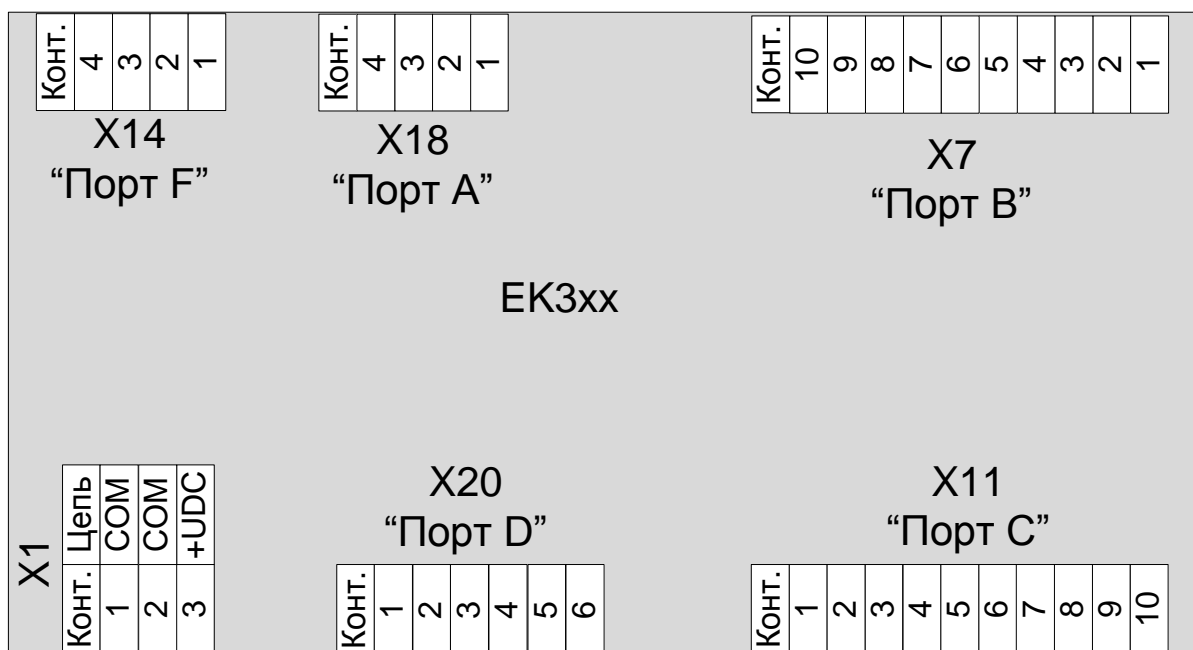 Конт. 4 3 2 1
X14
“Порт F”
Конт. 4 3 2 1
X18
“Порт A”
Конт. 10 9 8 7 6 5 4 3 2 1
X7
“Порт B”
EK3xx
X1
Цепь COM COM +UDC
Конт. 1 2 3
X20
“Порт D”
Конт. 1 2 3 4 5 6
X11
“Порт C”
Конт. 1 2 3 4 5 6 7 8 9 10